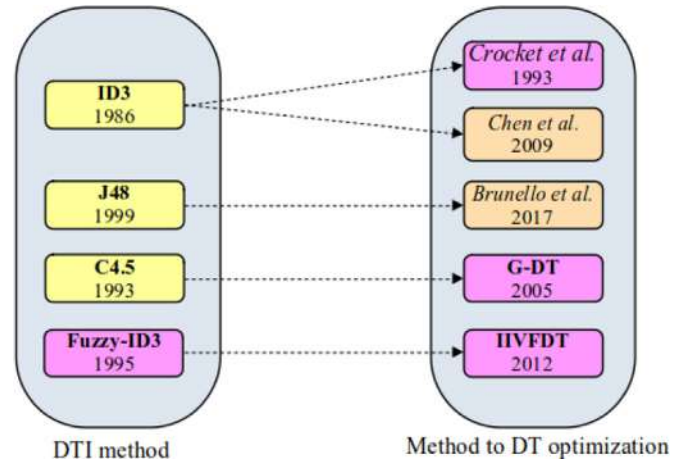 ID3
1986
J48
1999
C4.5
1993
Fuzzy-ID3
1995
DTI method
Crocket et al.
1993
Chen et al.
2009
Brunello et al.
2017
G-DT
2005
IIVFDT
2012
Method to DT optimization